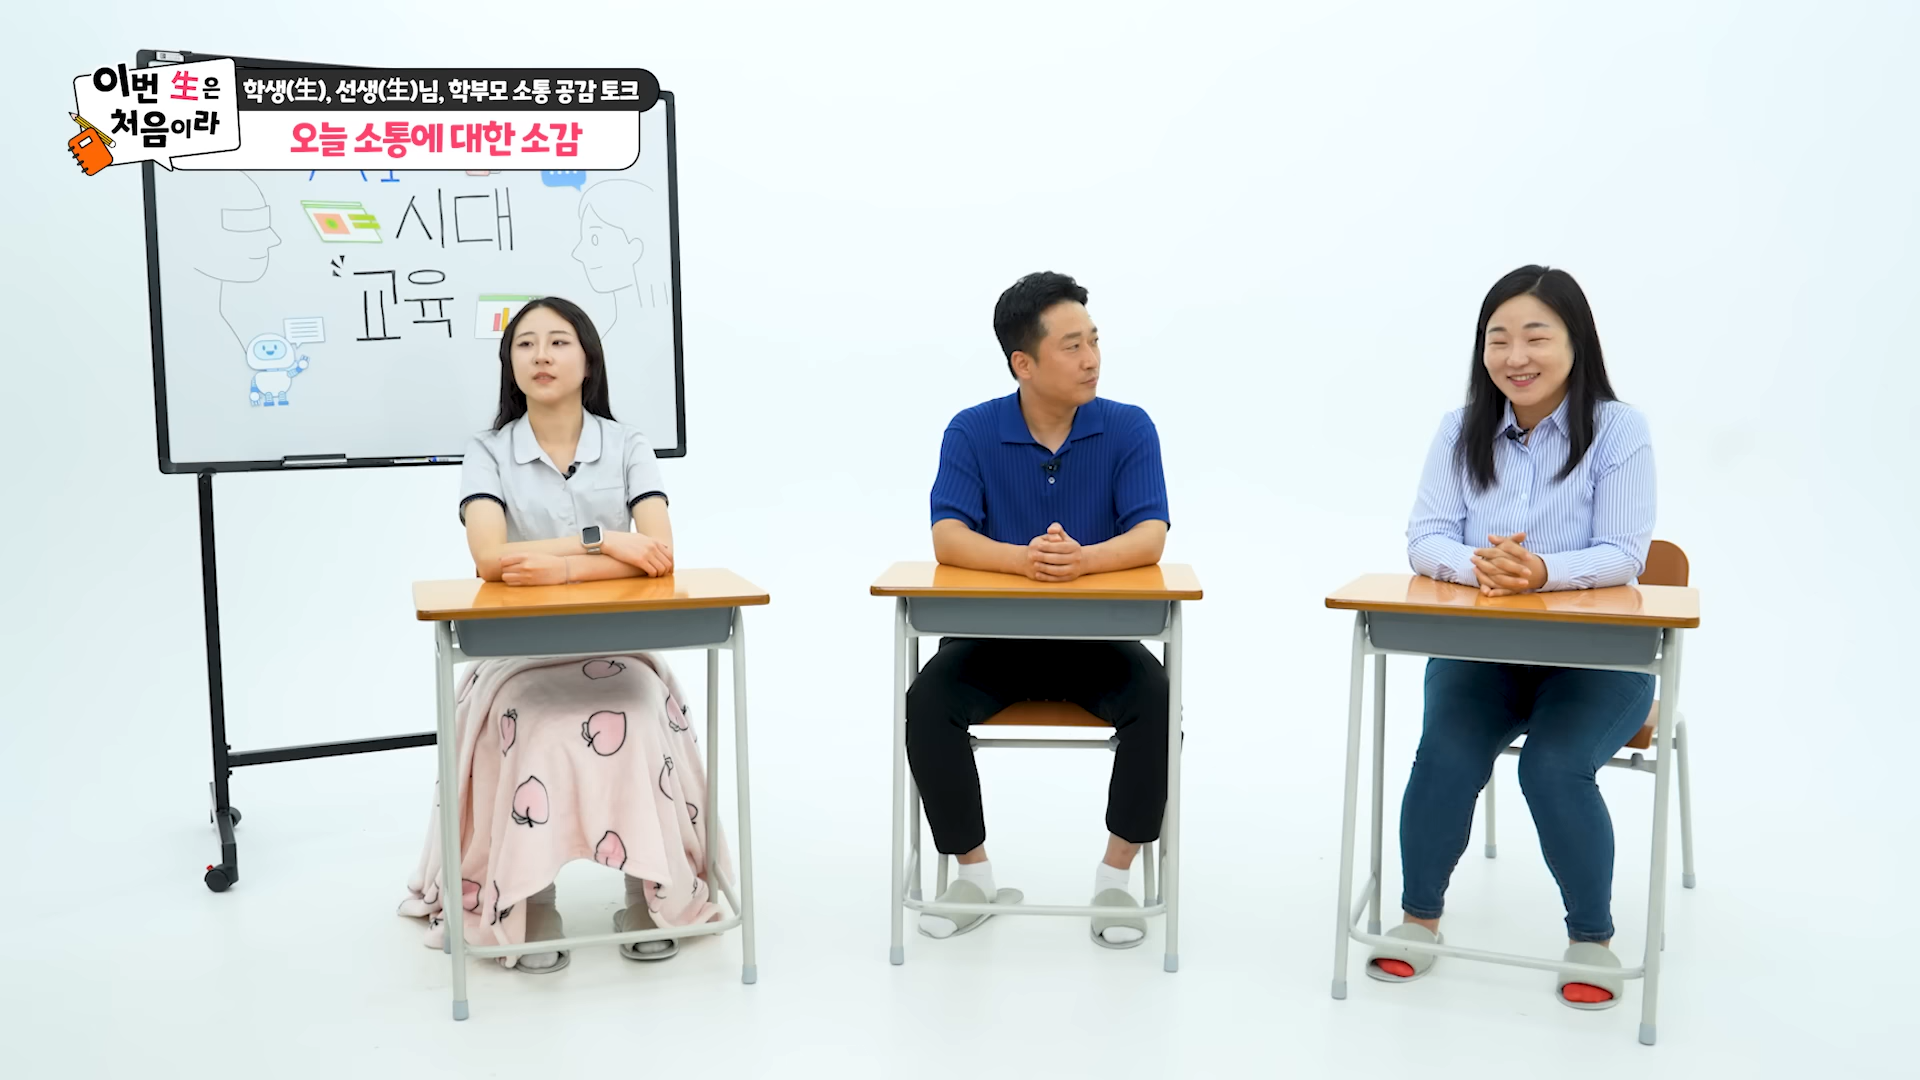 이번 生은
처음이라
학생(生), 선생(生)님, 학부모 소통 공감 토크
오늘 소통에 대한 소감
시대
교육